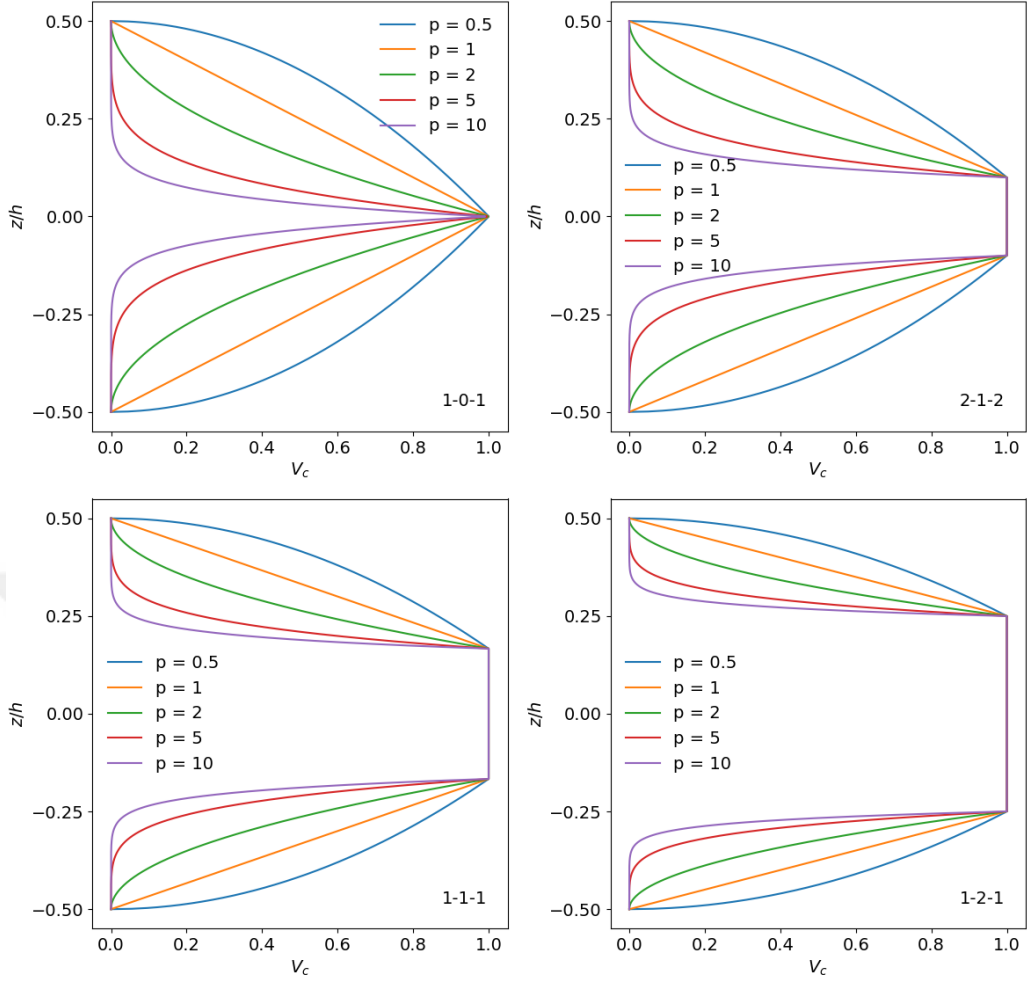 0.50
0.25
0.00
−0.25
−0.50
z/h
p = 0.5
p = 1
p = 2
p = 5
p = 10
1-0-1
0.0 0.2 0.4 0.6 0.8 1.0
V_c
0.50
0.25
0.00
−0.25
−0.50
z/h
p = 0.5
p = 1
p = 2
p = 5
p = 10
2-1-2
0.0 0.2 0.4 0.6 0.8 1.0
V_c
0.50
0.25
0.00
−0.25
−0.50
z/h
p = 0.5
p = 1
p = 2
p = 5
p = 10
1-1-1
0.0 0.2 0.4 0.6 0.8 1.0
V_c
0.50
0.25
0.00
−0.25
−0.50
z/h
p = 0.5
p = 1
p = 2
p = 5
p = 10
1-2-1
0.0 0.2 0.4 0.6 0.8 1.0
V_c